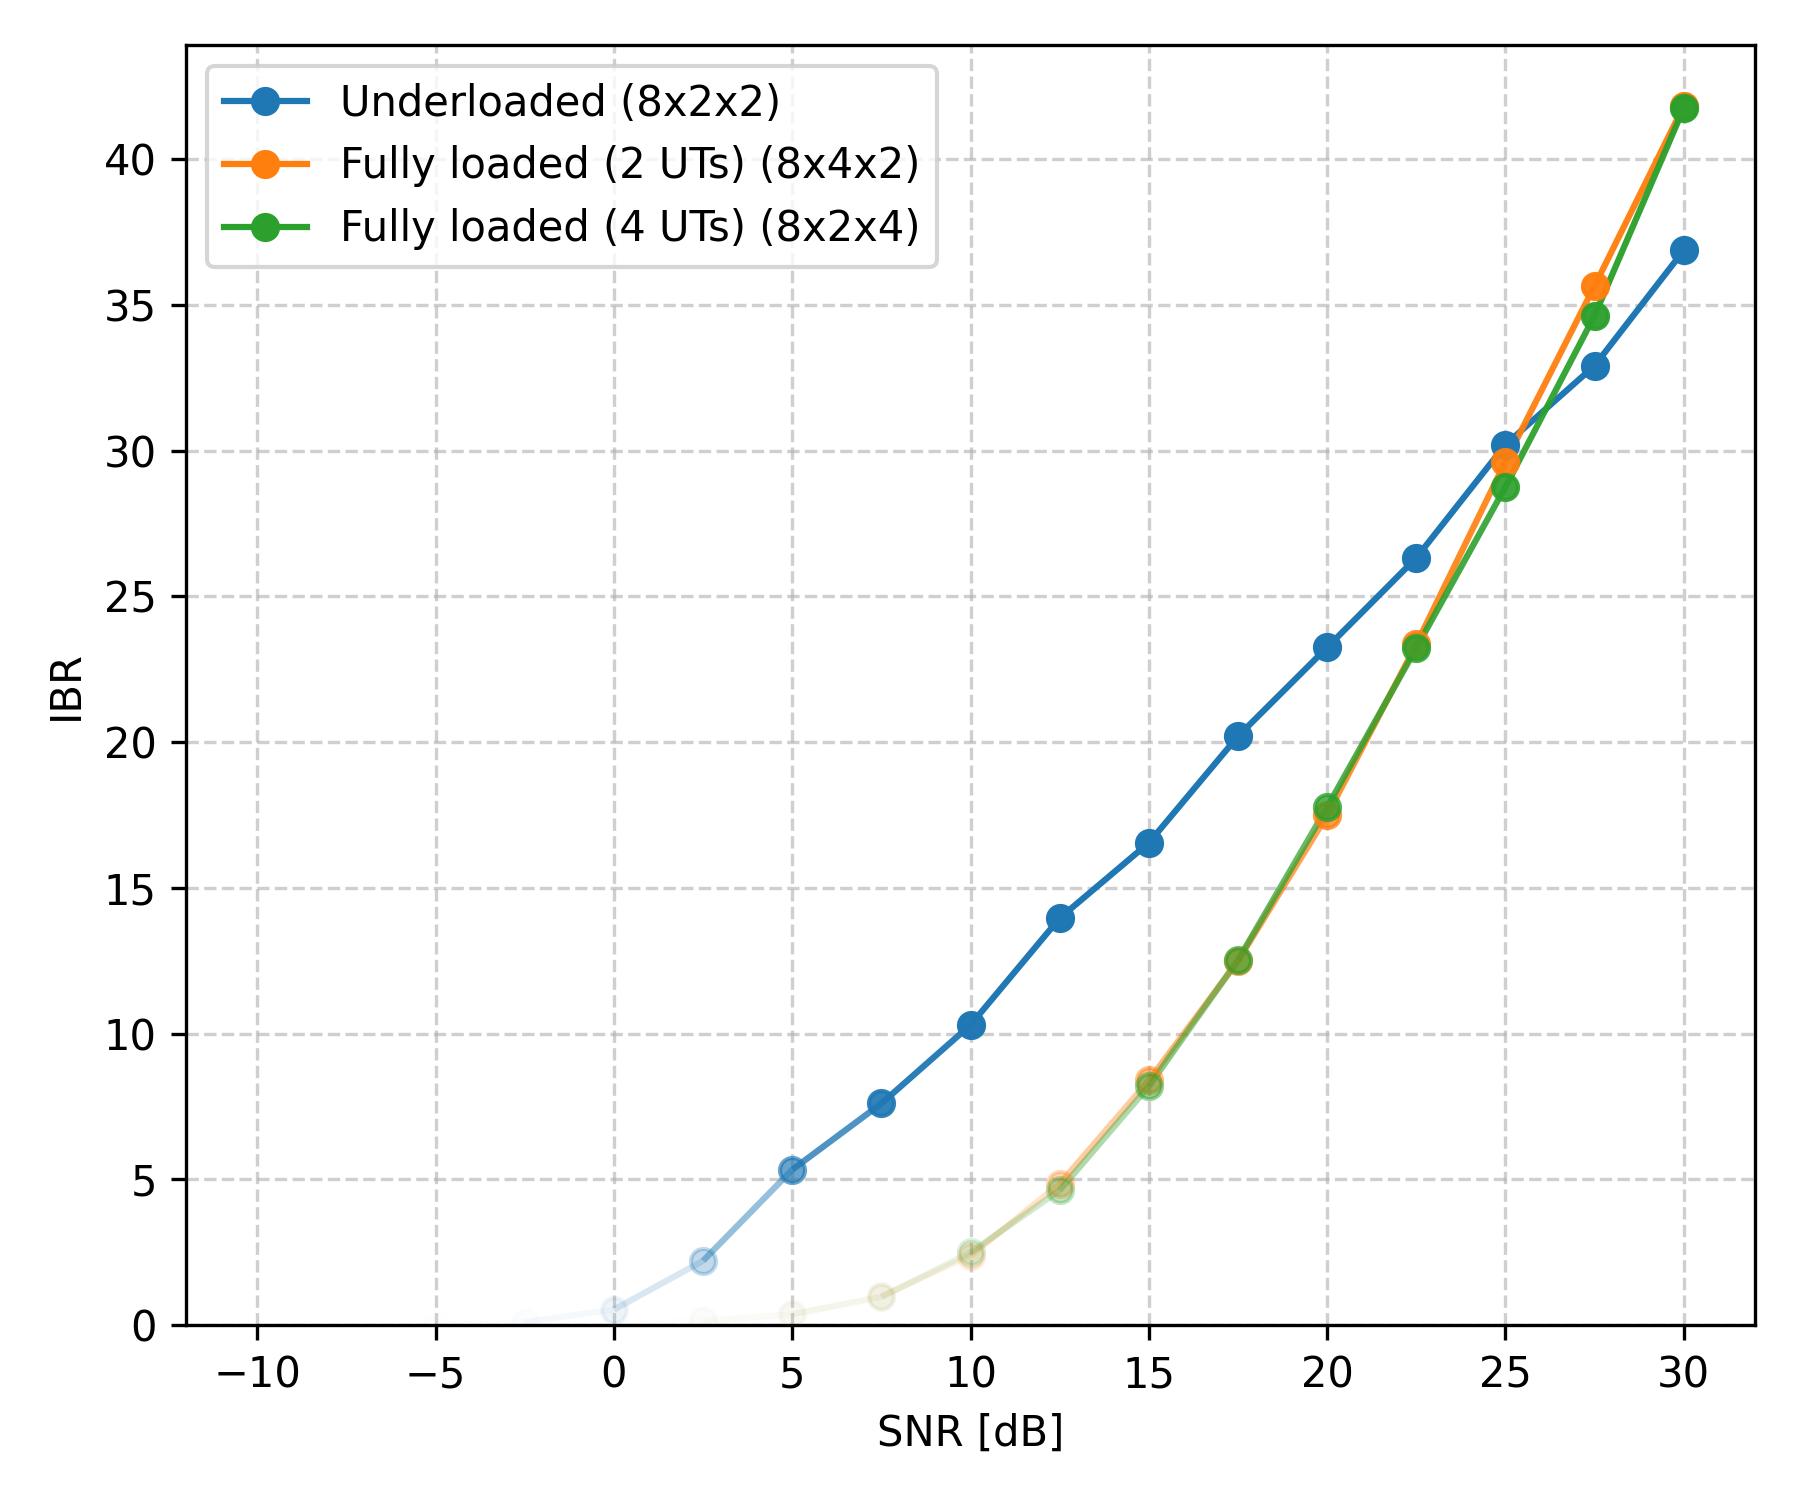 Underloaded (8x2x2)
Fully loaded (2 UTs) (8x4x2)
Fully loaded (4 UTs) (8x2x4)
40
35
30
25
20
15
10
5
0
IBR
−10 −5 0 5 10 15 20 25 30
SNR [dB]